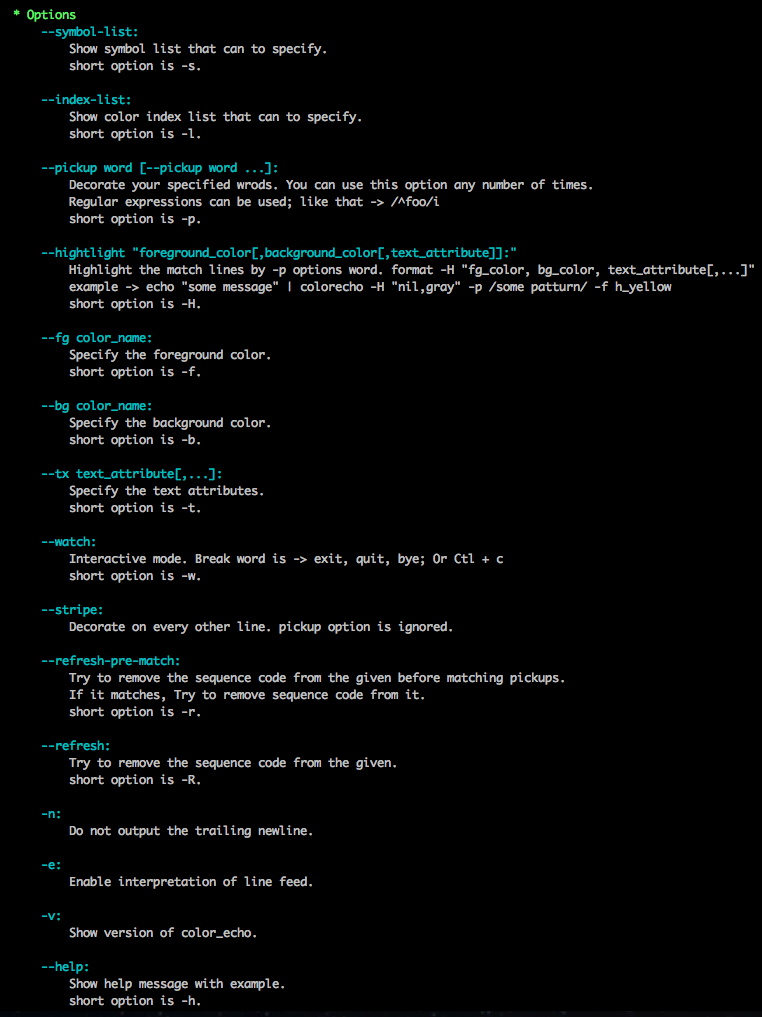 * Options
--symbol-list:
Show symbol list that can to specify.
short option is -s.
--index-list:
Show color index list that can to specify.
short option is -l.
--pickup word [--pickup word ...]:
Decorate your specified wrods. You can use this option any number of times.
Regular expressions can be used; like that -> /^foo/i
short option is -p.
--hightlight "foreground_color[,background_color[,text_attribute]]:"
Highlight the match lines by -p options word. format -H "fg_color, bg_color, text_attribute[,...]"
example -> echo "some message" | colorecho -H "nil,gray" -p /some patturn/ -f h_yellow
short option is -H.
--fg color_name:
Specify the foreground color.
short option is -f.
--bg color_name:
Specify the background color.
short option is -b.
--tx text_attribute[,...]:
Specify the text attributes.
short option is -t.
--watch:
Interactive mode. Break word is -> exit, quit, bye; Or Ctl + c
short option is -w.
--stripe:
Decorate on every other line. pickup option is ignored.
--refresh-pre-match:
Try to remove the sequence code from the given before matching pickups.
If it matches, Try to remove sequence code from it.
short option is -r.
--refresh:
Try to remove the sequence code from the given.
short option is -R.
-n:
Do not output the trailing newline.
-e:
Enable interpretation of line feed.
-v:
Show version of color_echo.
--help:
Show help message with example.
short option is -h.